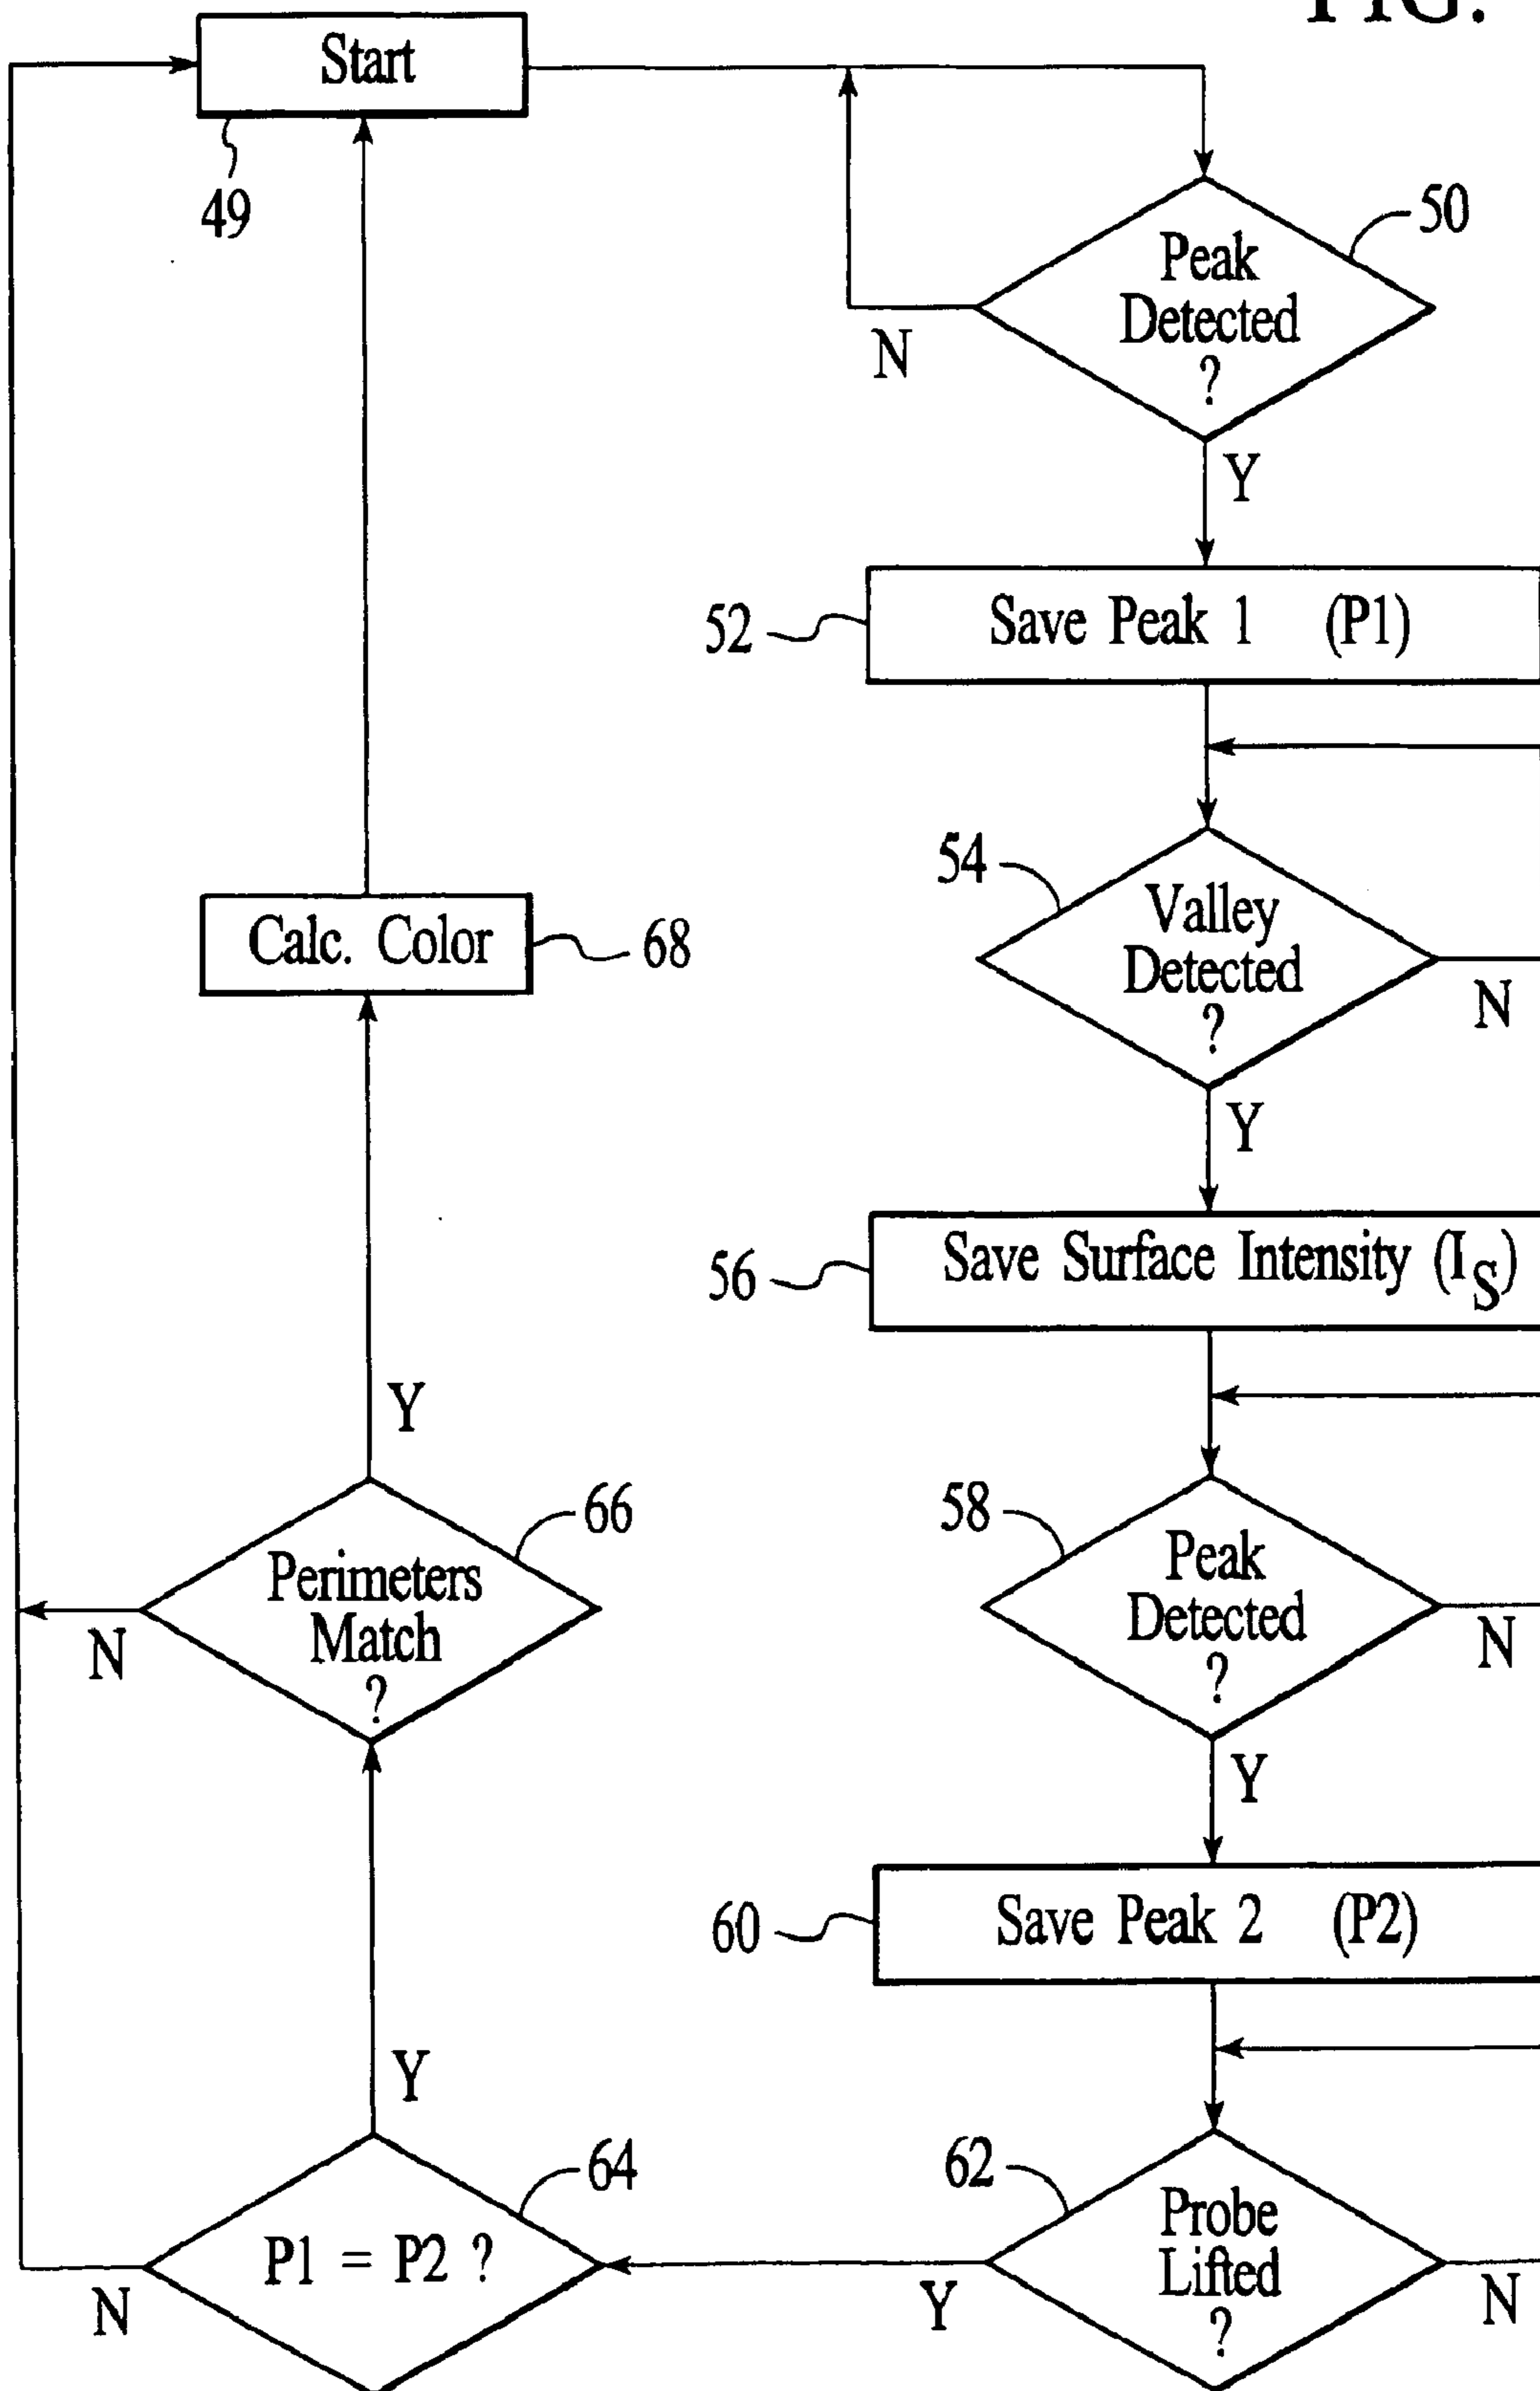 FIG.
Start
49
50
Peak
Detected
?
N
Y
52
Save Peak 1 (P1)
54
Valley
Detected
?
N
Y
68
Calc. Color
56
Save Surface Intensity (IS)
58
Peak
Detected
?
N
Y
66
Perimeters
Match
?
Y
N
60
Save Peak 2 (P2)
62
Probe
Lifted
?
Y
N
64
P1 = P2 ?
Y
N